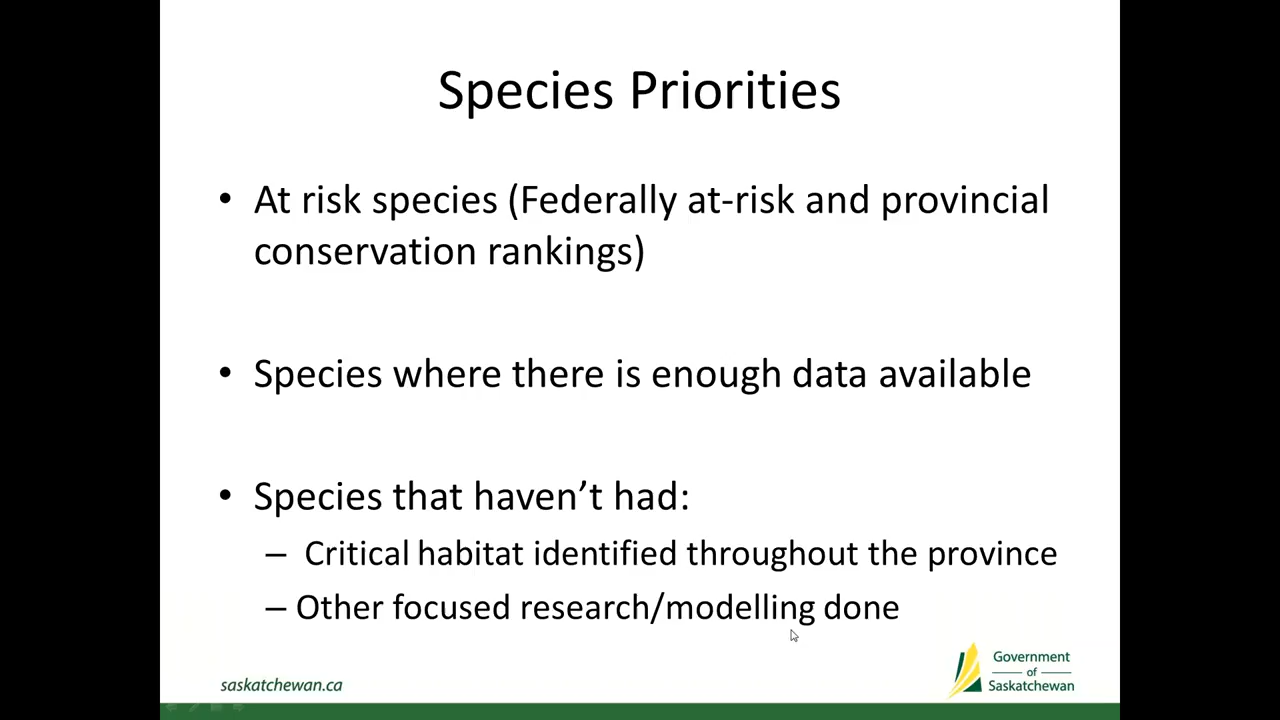 Species Priorities
• At risk species (Federally at-risk and provincial
conservation rankings)
• Species where there is enough data available
• Species that haven’t had:
– Critical habitat identified throughout the province
– Other focused research/modelling done
saskatchewan.ca
Government
of
Saskatchewan